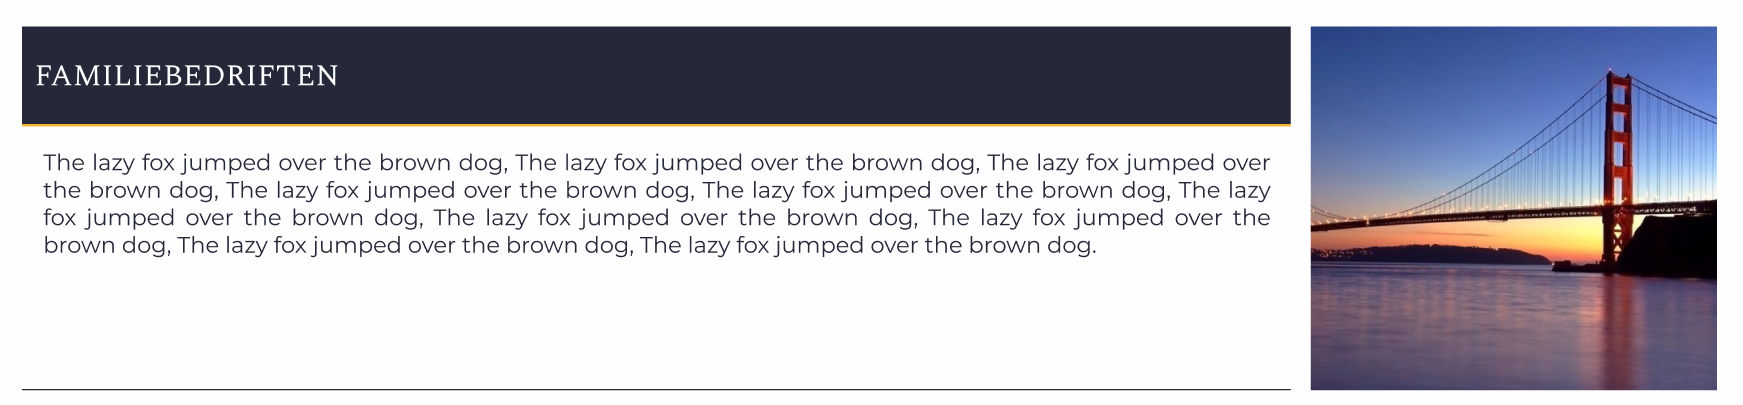 FAMILIEBEDRIFTEN
The lazy fox jumped over the brown dog, The lazy fox jumped over the brown dog, The lazy fox jumped over
the brown dog, The lazy fox jumped over the brown dog, The lazy fox jumped over the brown dog, The lazy
fox jumped over the brown dog, The lazy fox jumped over the brown dog, The lazy fox jumped over the
brown dog, The lazy fox jumped over the brown dog, The lazy fox jumped over the brown dog.